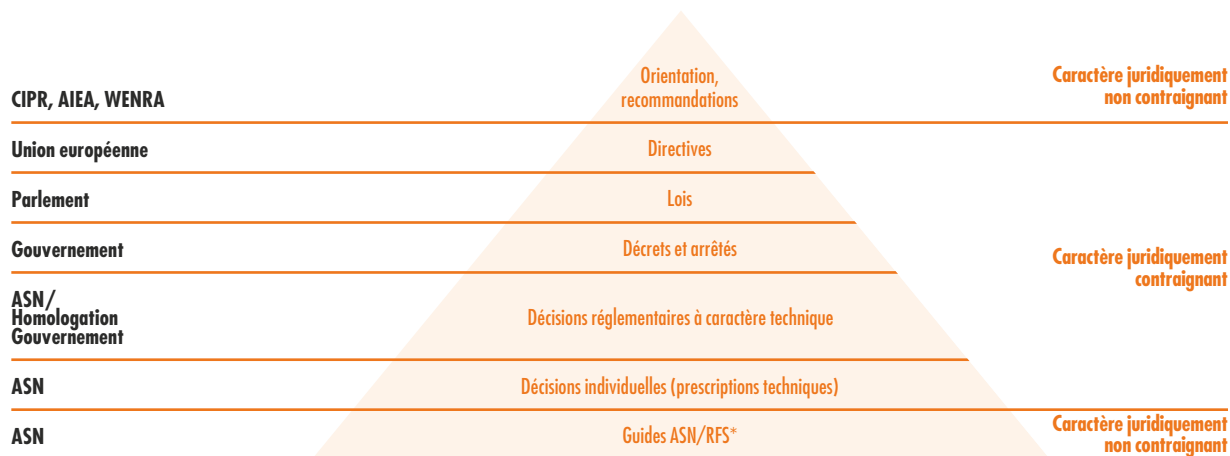 Orientation,
recommandations
Caractère juridiquement
non contraignant
CIPR, AIEA, WENRA
Union européenne
Directives
Parlement
Lois
Gouvernement
Décrets et arrêtés
Caractère juridiquement
contraignant
ASN/
Homologation
Gouvernement
Décisions réglementaires à caractère technique
ASN
Décisions individuelles (prescriptions techniques)
ASN
Guides ASN/RFS*
Caractère juridiquement
non contraignant